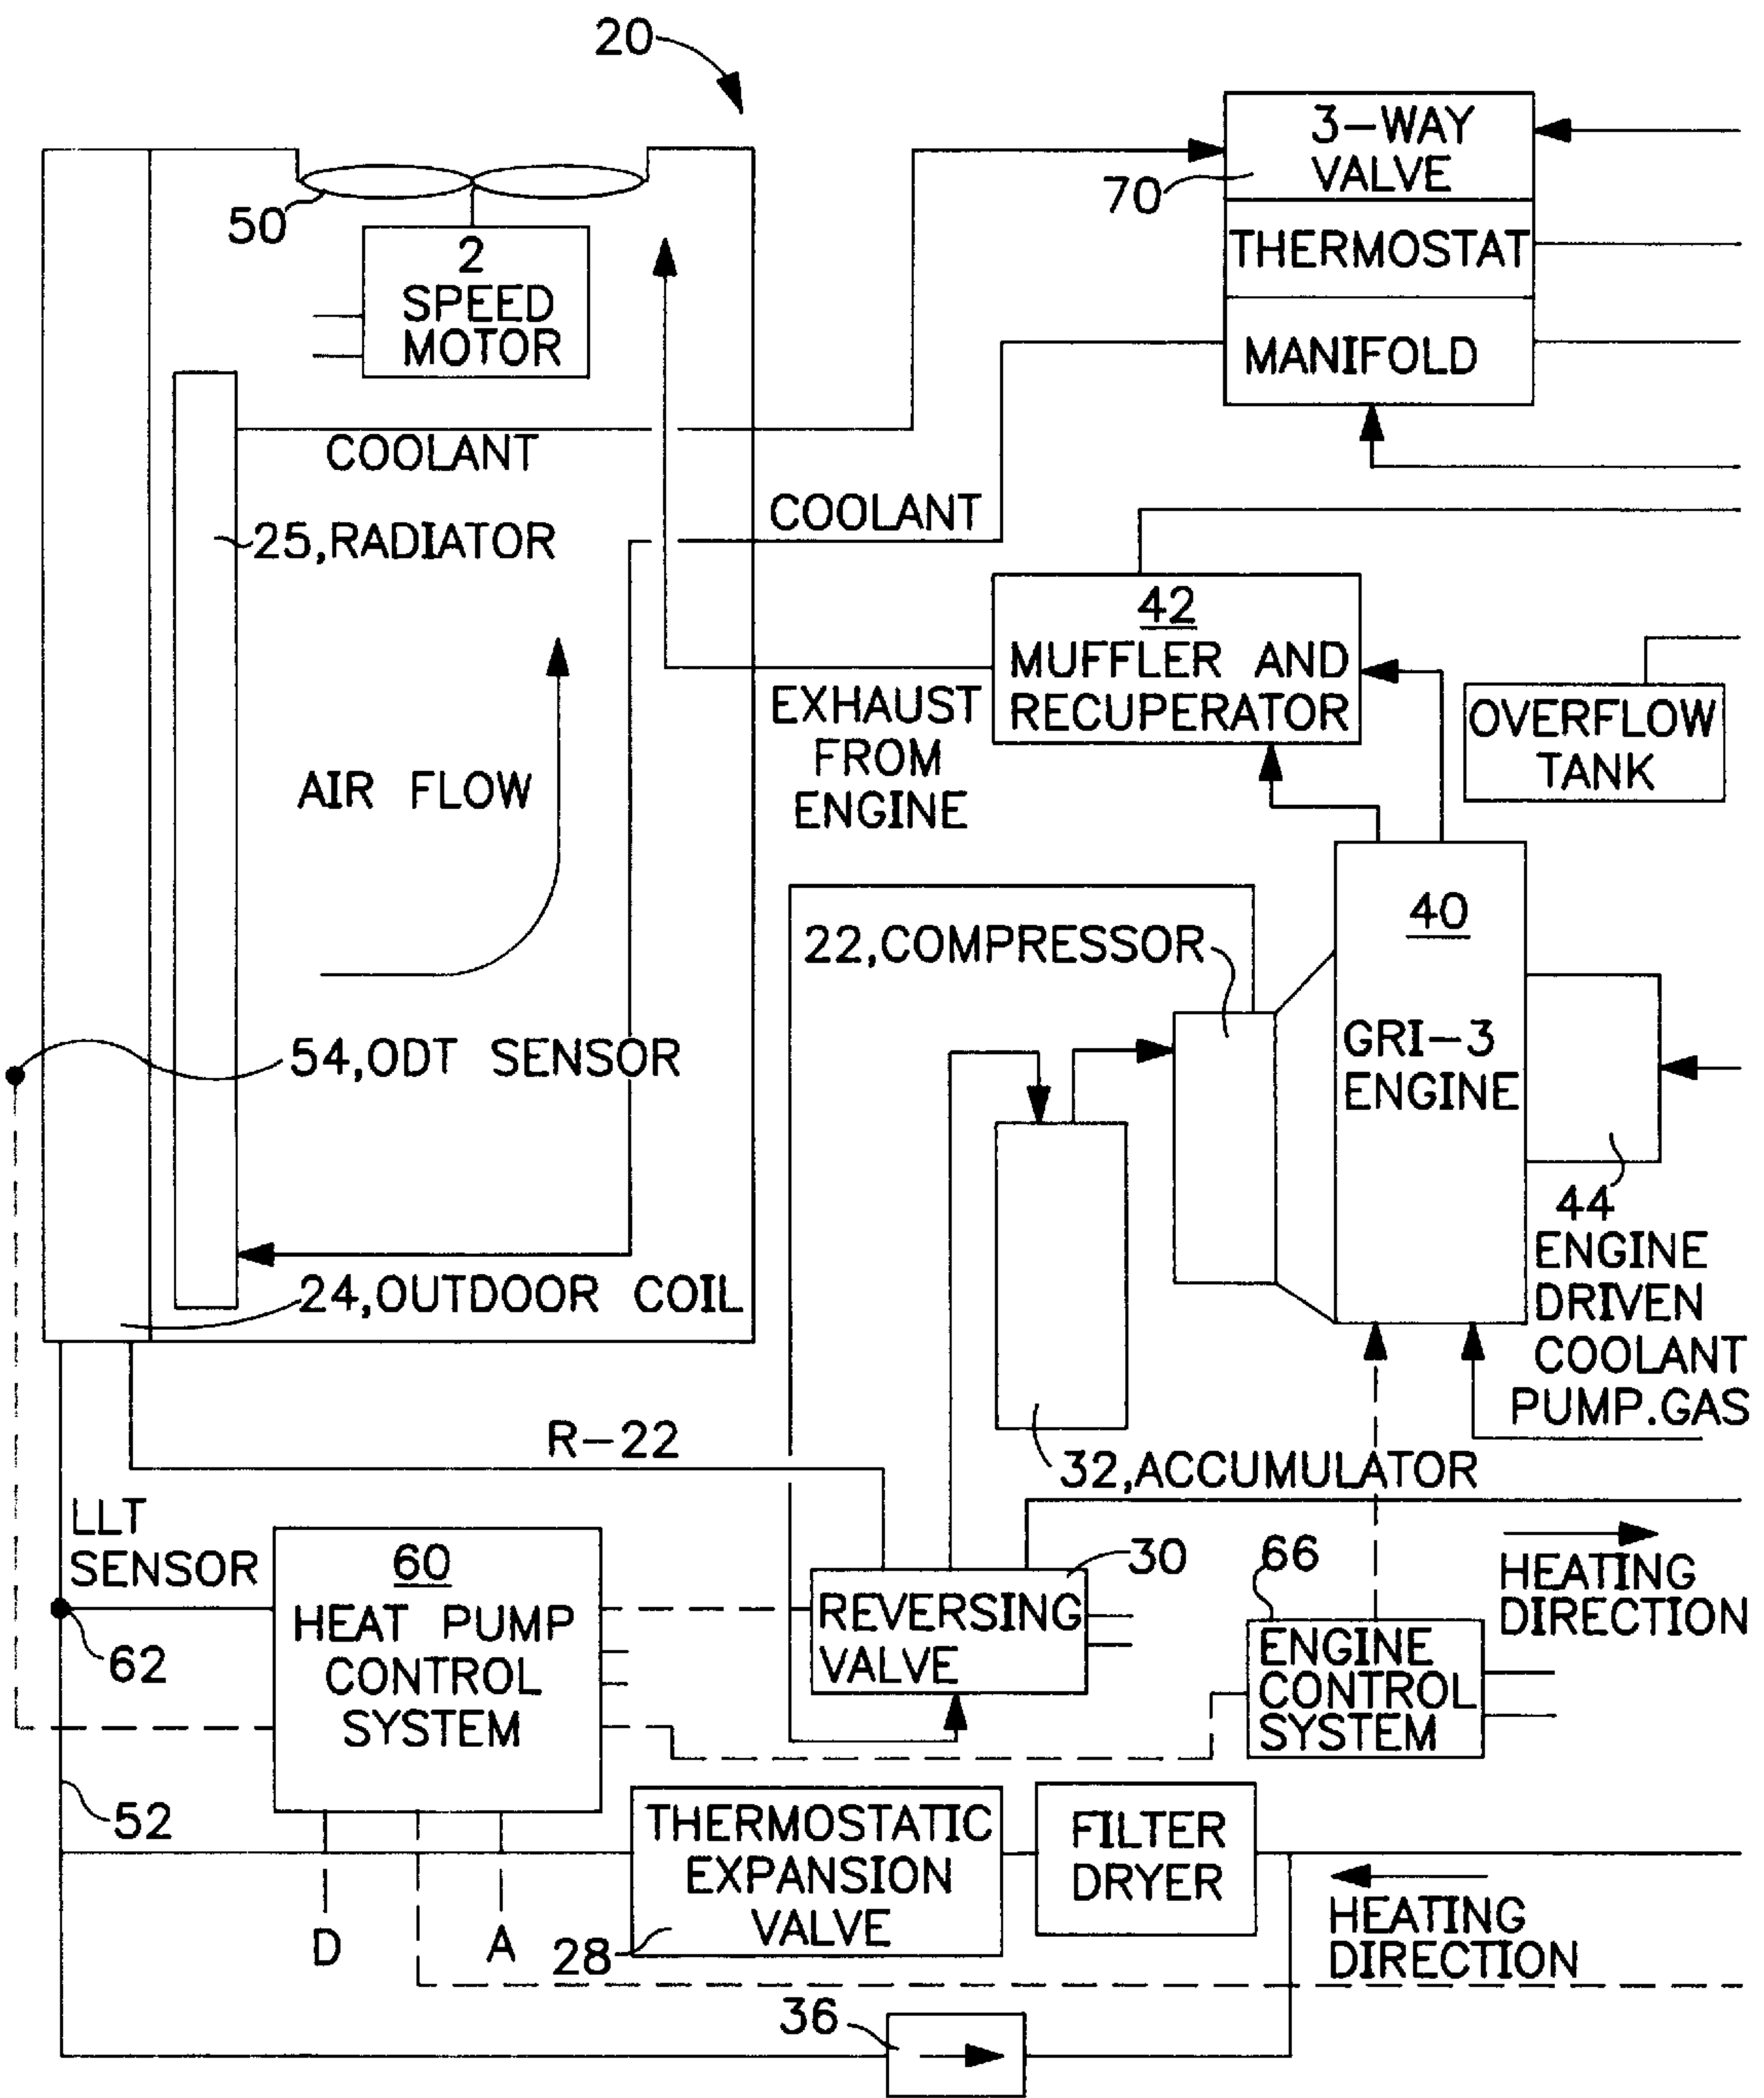 20
3-WAY
VALVE
70
THERMOSTAT
MANIFOLD
50
2
SPEED
MOTOR
COOLANT
COOLANT
25,RADIATOR
42
MUFFLER AND
RECUPERATOR
EXHAUST
FROM
ENGINE
OVERFLOW
TANK
AIR FLOW
40
GRI-3
ENGINE
22,COMPRESSOR
54,ODT SENSOR
44
ENGINE
DRIVEN
COOLANT
PUMP.GAS
24,OUTDOOR COIL
R-22
32,ACCUMULATOR
LLT
SENSOR
60
HEAT PUMP
CONTROL
SYSTEM
62
30
REVERSING
VALVE
66
ENGINE
CONTROL
SYSTEM
HEATING
DIRECTION
52
THERMOSTATIC
EXPANSION
VALVE
28
FILTER
DRYER
HEATING
DIRECTION
D
A
36